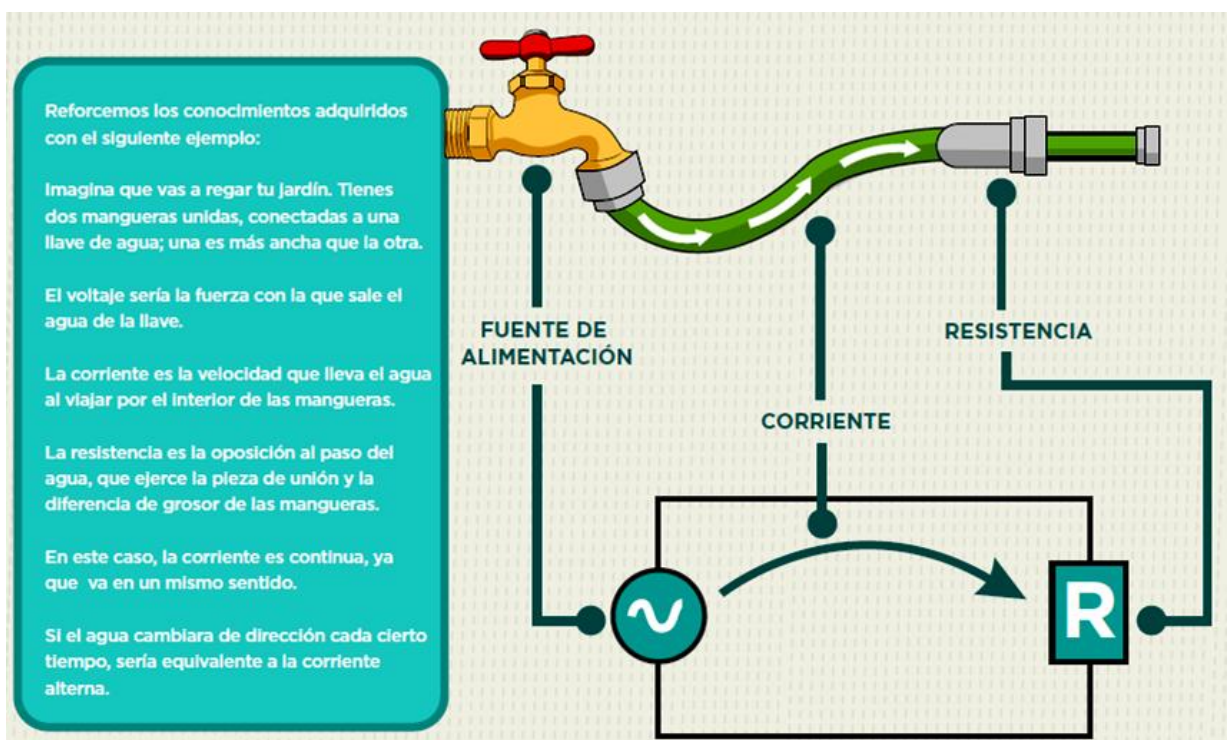 Reforcemos los conocimientos adquiridos
con el siguiente ejemplo:
Imagina que vas a regar tu jardín. Tienes
dos mangueras unidas, conectadas a una
llave de agua; una es más ancha que la otra.
El voltaje sería la fuerza con la que sale el
agua de la llave.
La corriente es la velocidad que lleva el agua
al viajar por el interior de las mangueras.
La resistencia es la oposición al paso del
agua, que ejerce la pieza de unión y la
diferencia de grosor de las mangueras.
En este caso, la corriente es continua, ya
que va en un mismo sentido.
Si el agua cambiara de dirección cada cierto
tiempo, sería equivalente a la corriente
alterna.
FUENTE DE
ALIMENTACIÓN
CORRIENTE
RESISTENCIA
R